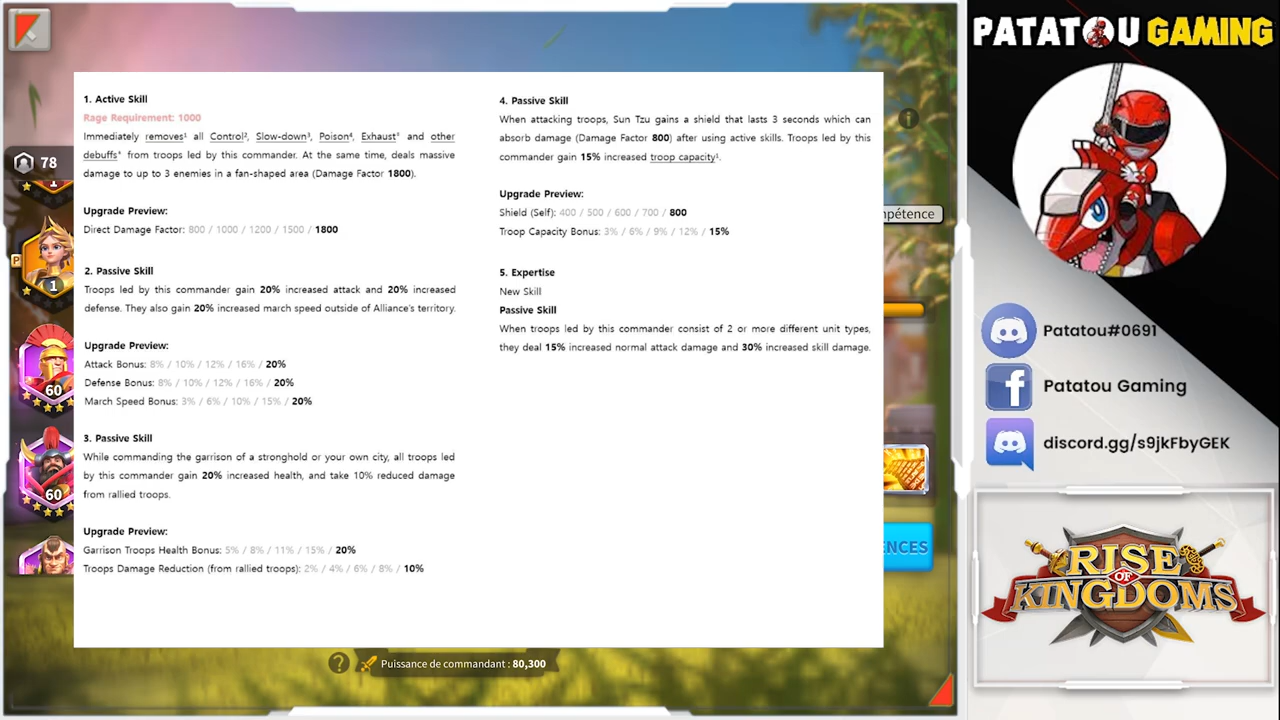 PATATOU GAMING
1. Active Skill
Rage Requirement: 1000
Immediately removes¹ all Control², Slow-down³, Poison⁴, Exhaust⁵ and other
debuffs⁶ from troops led by this commander. At the same time, deals massive
damage to up to 3 enemies in a fan-shaped area (Damage Factor 1800).
Upgrade Preview:
Direct Damage Factor: 800 / 1000 / 1200 / 1500 / 1800
2. Passive Skill
Troops led by this commander gain 20% increased attack and 20% increased
defense. They also gain 20% increased march speed outside of Alliance's territory.
Upgrade Preview:
Attack Bonus: 8% / 10% / 12% / 16% / 20%
Defense Bonus: 8% / 10% / 12% / 16% / 20%
March Speed Bonus: 3% / 6% / 10% / 15% / 20%
3. Passive Skill
While commanding the garrison of a stronghold or your own city, all troops led
by this commander gain 20% increased health, and take 10% reduced damage
from rallied troops.
Upgrade Preview:
Garrison Troops Health Bonus: 5% / 8% / 11% / 15% / 20%
Troops Damage Reduction (from rallied troops): 2% / 4% / 6% / 8% / 10%
4. Passive Skill
When attacking troops, Sun Tzu gains a shield that lasts 3 seconds which can
absorb damage (Damage Factor 800) after using active skills. Troops led by this
commander gain 15% increased troop capacity¹.
Upgrade Preview:
Shield (Self): 400 / 500 / 600 / 700 / 800
Troop Capacity Bonus: 3% / 6% / 9% / 12% / 15%
5. Expertise
New Skill
Passive Skill
When troops led by this commander consist of 2 or more different unit types,
they deal 15% increased normal attack damage and 30% increased skill damage.
78
1
1
60
60
mpétence
ENCES
? Puissance de commandant : 80,300
Patatou#0691
Patatou Gaming
discord.gg/s9jkFbyGEK
RISE
OF
KINGDOMS